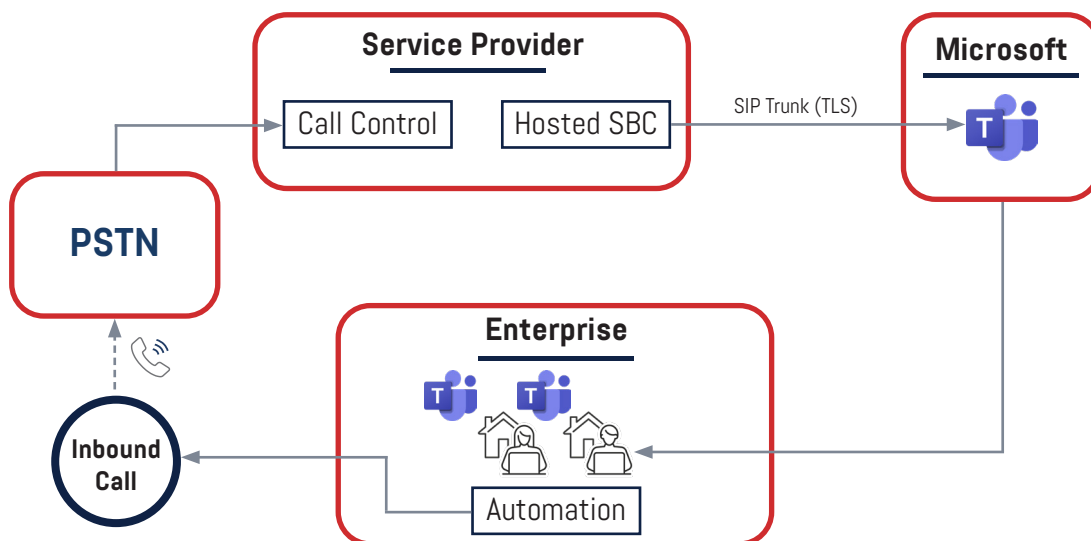 Service Provider
Call Control
Hosted SBC
SIP Trunk (TLS)
Microsoft
T
PSTN
Enterprise
T
T
Automation
Inbound
Call